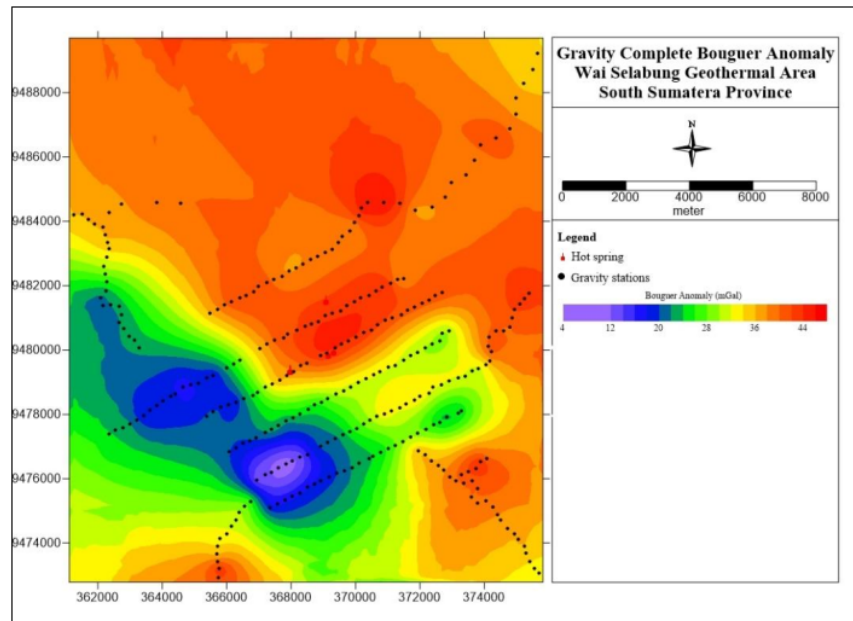 Gravity Complete Bouguer Anomaly
Wai Selabung Geothermal Area
South Sumatera Province
N
0 2000 4000 6000 8000
meter
Legend
Hot spring
Gravity stations
Bouguer Anomaly (mGal)
4 12 20 28 36 44
9488000
9486000
9484000
9482000
9480000
9478000
9476000
9474000
362000 364000 366000 368000 370000 372000 374000